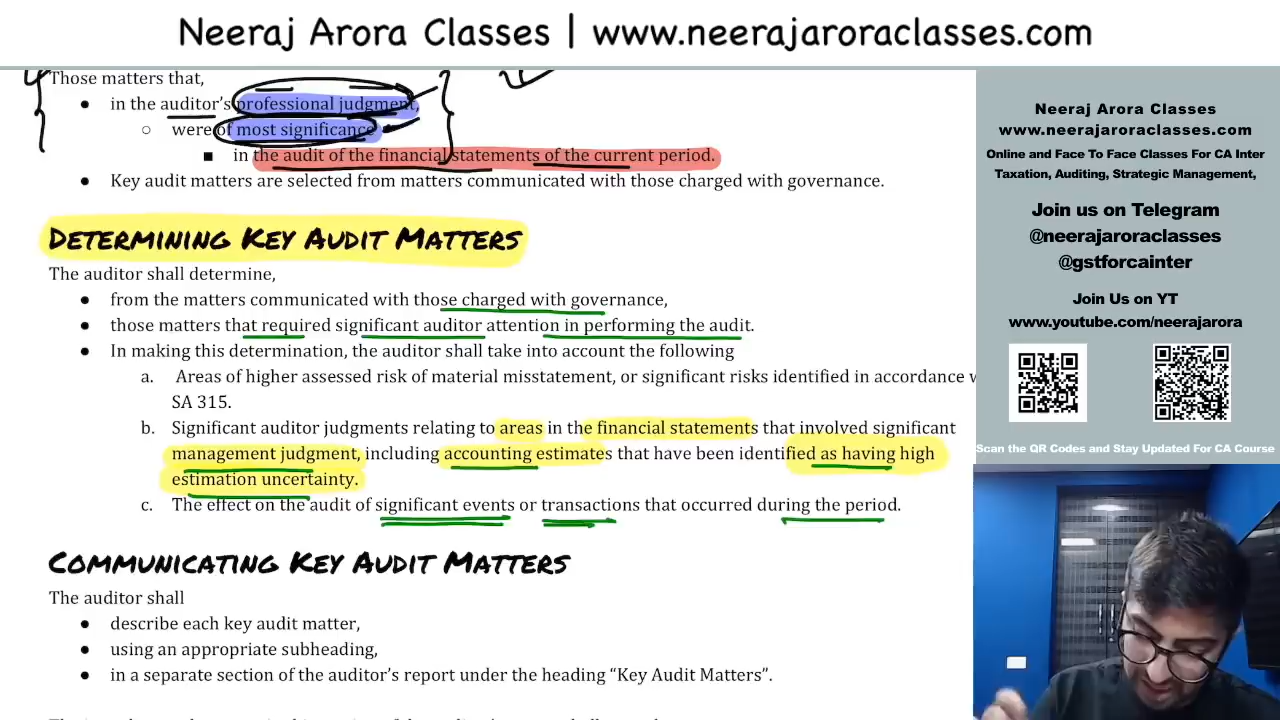 Neeraj Arora Classes | www.neerajaroraclasses.com
Those matters that,
● in the auditor's professional judgment,
○ were of most significance
■ in the audit of the financial statements of the current period.
● Key audit matters are selected from matters communicated with those charged with governance.
DETERMINING KEY AUDIT MATTERS
The auditor shall determine,
● from the matters communicated with those charged with governance,
● those matters that required significant auditor attention in performing the audit.
● In making this determination, the auditor shall take into account the following
a. Areas of higher assessed risk of material misstatement, or significant risks identified in accordance
SA 315.
b. Significant auditor judgments relating to areas in the financial statements that involved significant
management judgment, including accounting estimates that have been identified as having high
estimation uncertainty.
c. The effect on the audit of significant events or transactions that occurred during the period.
COMMUNICATING KEY AUDIT MATTERS
The auditor shall
● describe each key audit matter,
● using an appropriate subheading,
● in a separate section of the auditor's report under the heading “Key Audit Matters”.
Neeraj Arora Classes
www.neerajaroraclasses.com
Online and Face To Face Classes For CA Inter
Taxation, Auditing, Strategic Management,
Join us on Telegram
@neerajaroraclasses
@gstforcainter
Join Us on YT
www.youtube.com/neerajarora
Scan the QR Codes and Stay Updated For CA Course